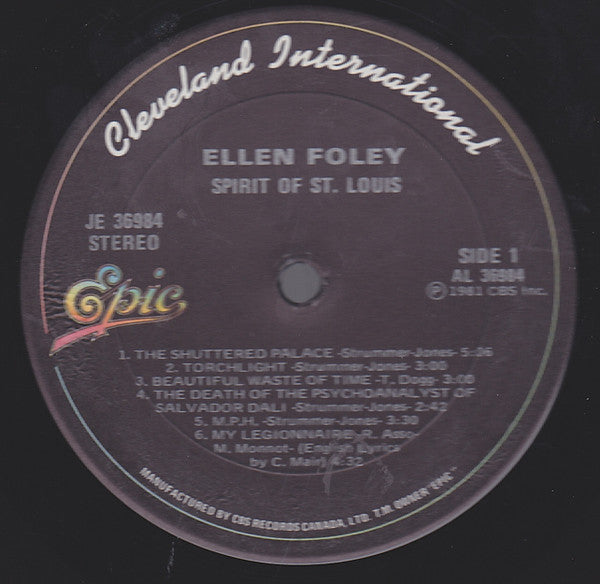 Cleveland International
ELLEN FOLEY
SPIRIT OF ST. LOUIS
JE 36984
STEREO
SIDE 1
AL 36984
℗ 1981 CBS Inc.
Epic
1. THE SHUTTERED PALACE -Strummer-Jones- 5:06
2. TORCHLIGHT -Strummer-Jones- 3:00
3. BEAUTIFUL WASTE OF TIME -T. Dogg- 3:00
4. THE DEATH OF THE PSYCHOANALYST OF
SALVADOR DALI -Strummer-Jones- 2:42
5. M.P.H. -Strummer-Jones- 3:30
6. MY LEGIONNAIRE -R. Asso-
M. Monnot- (English Lyrics
by C. Mair) 4:32
MANUFACTURED BY CBS RECORDS CANADA, LTD. T.M. OWNER "EPIC"